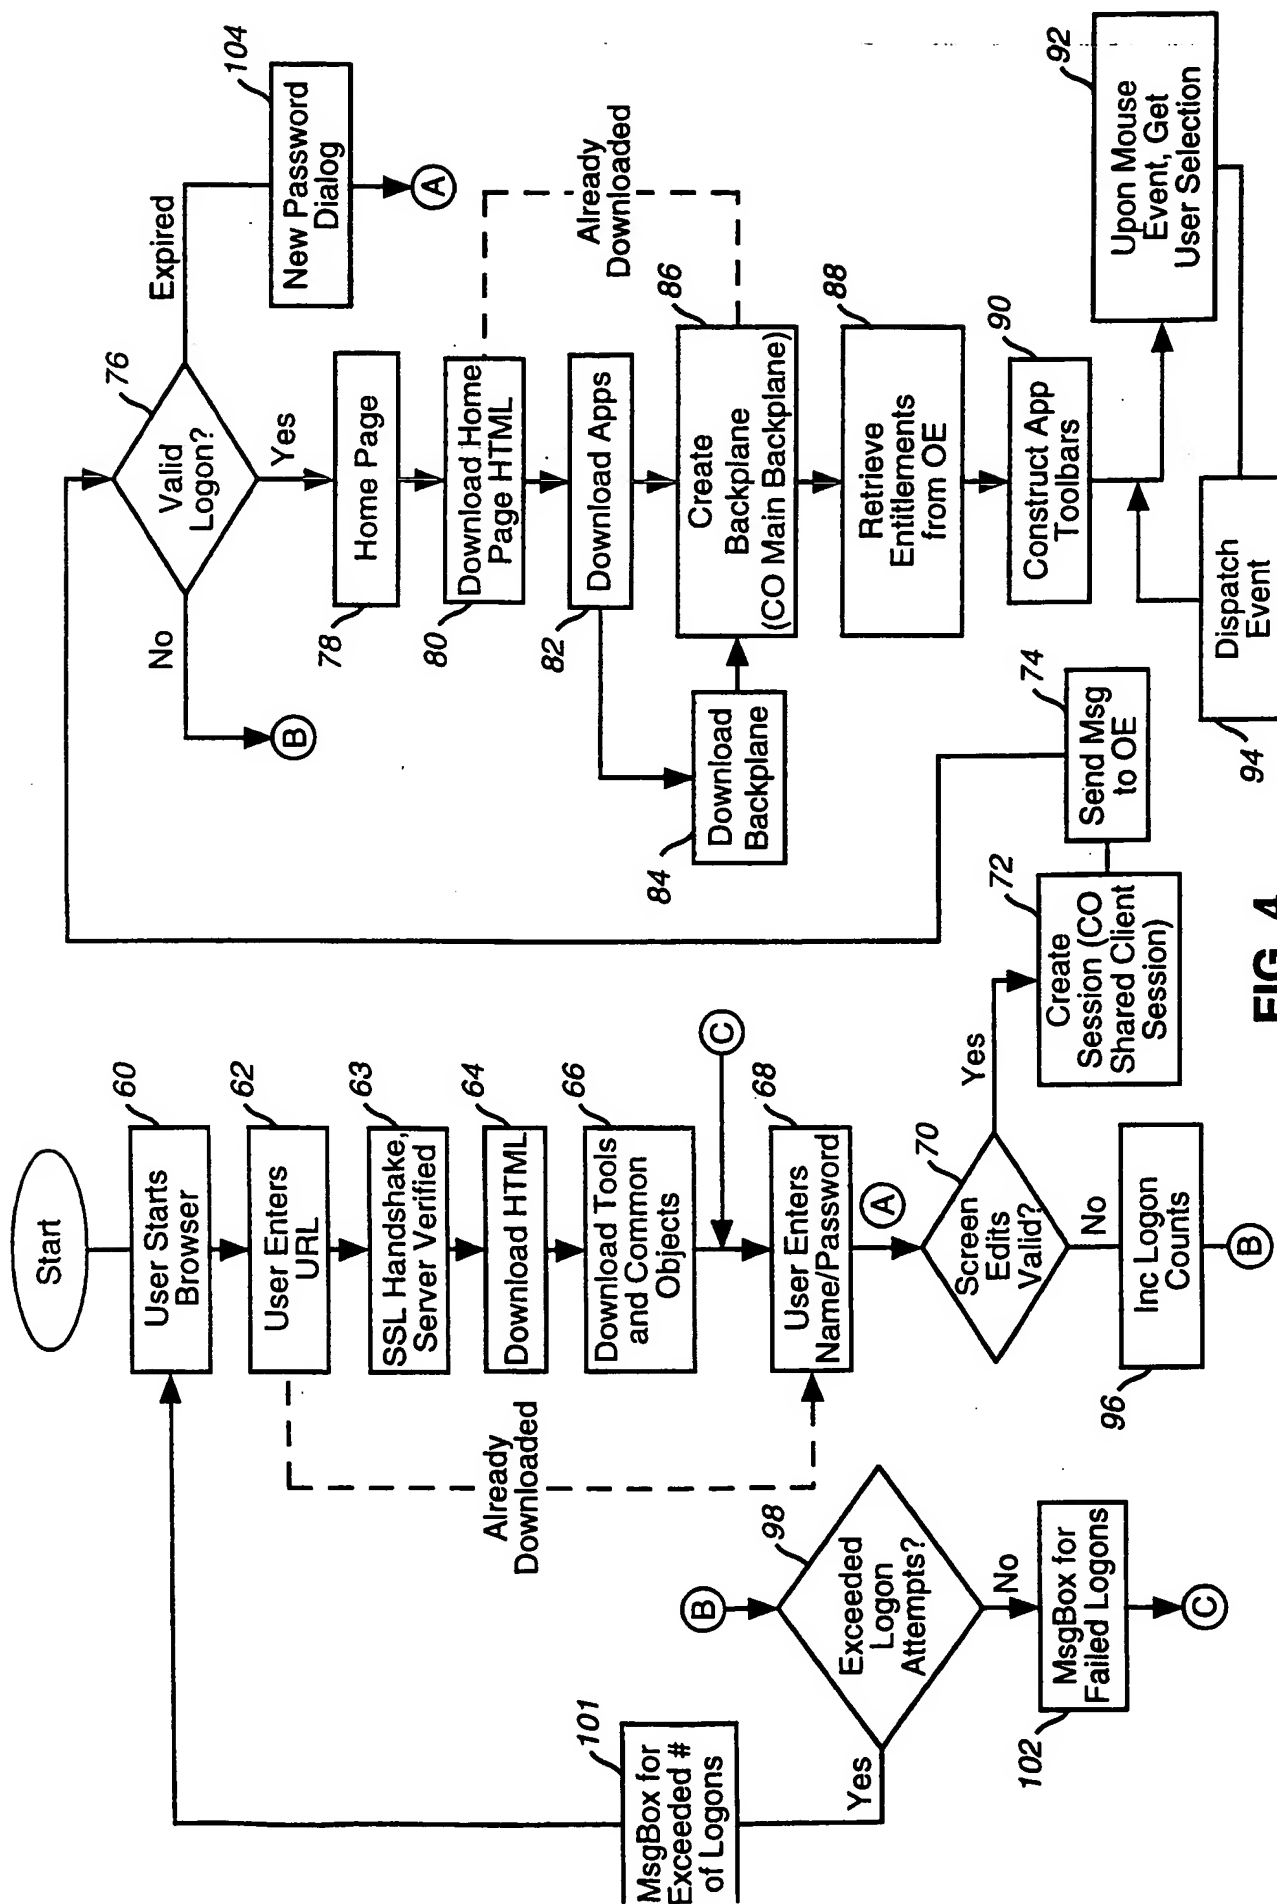 Start
60
User Starts
Browser
62
User Enters
URL
63
SSL Handshake,
Server Verified
64
Download HTML
66
Download Tools
and Common
Objects
C
68
User Enters
Name/Password
Already
Downloaded
A
70
Screen
Edits
Valid?
Yes
No
72
Create
Session (CO
Shared Client
Session)
74
Send Msg
to OE
96
Inc Logon
Counts
B
B
98
Exceeded
Logon
Attempts?
Yes
No
101
MsgBox for
Exceeded #
of Logons
102
MsgBox for
Failed Logons
C
76
Valid
Logon?
No
B
Yes
Expired
104
New Password
Dialog
A
78
Home Page
80
Download Home
Page HTML
Already
Downloaded
82
Download Apps
84
Download
Backplane
86
Create
Backplane
(CO Main Backplane)
88
Retrieve
Entitlements
from OE
90
Construct App
Toolbars
92
Upon Mouse
Event, Get
User Selection
94
Dispatch
Event
FIG. 4